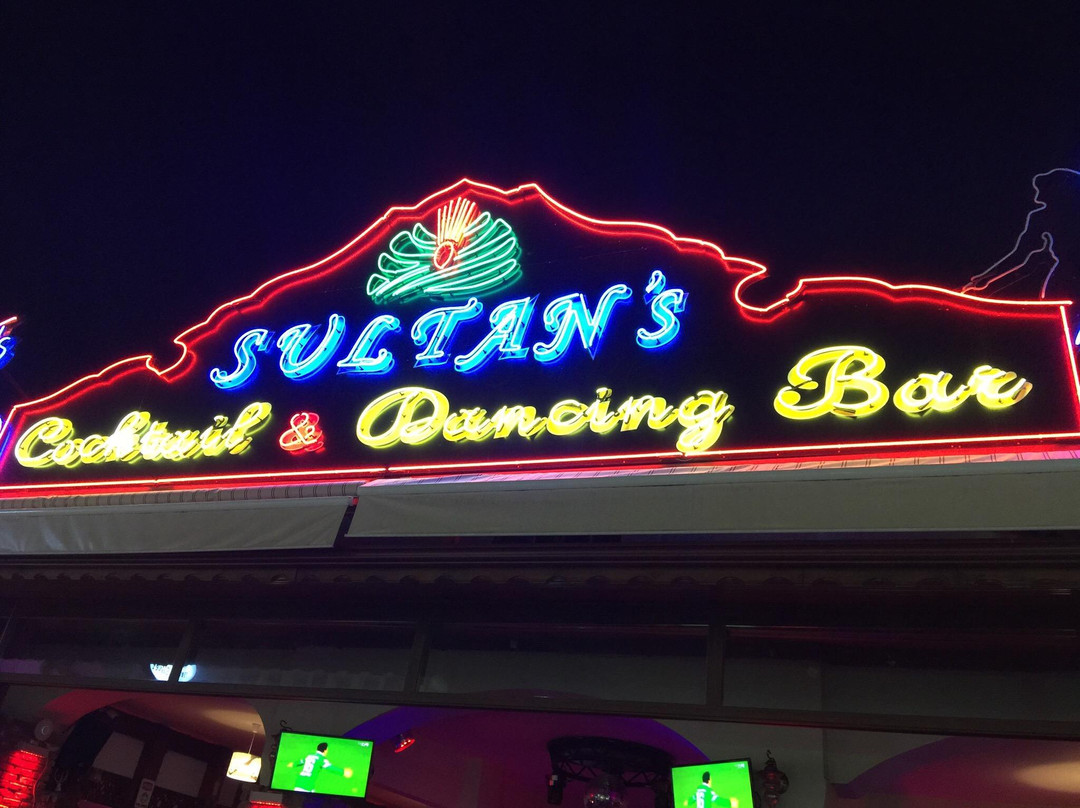 SULTAN's
Cocktail & Dancing Bar